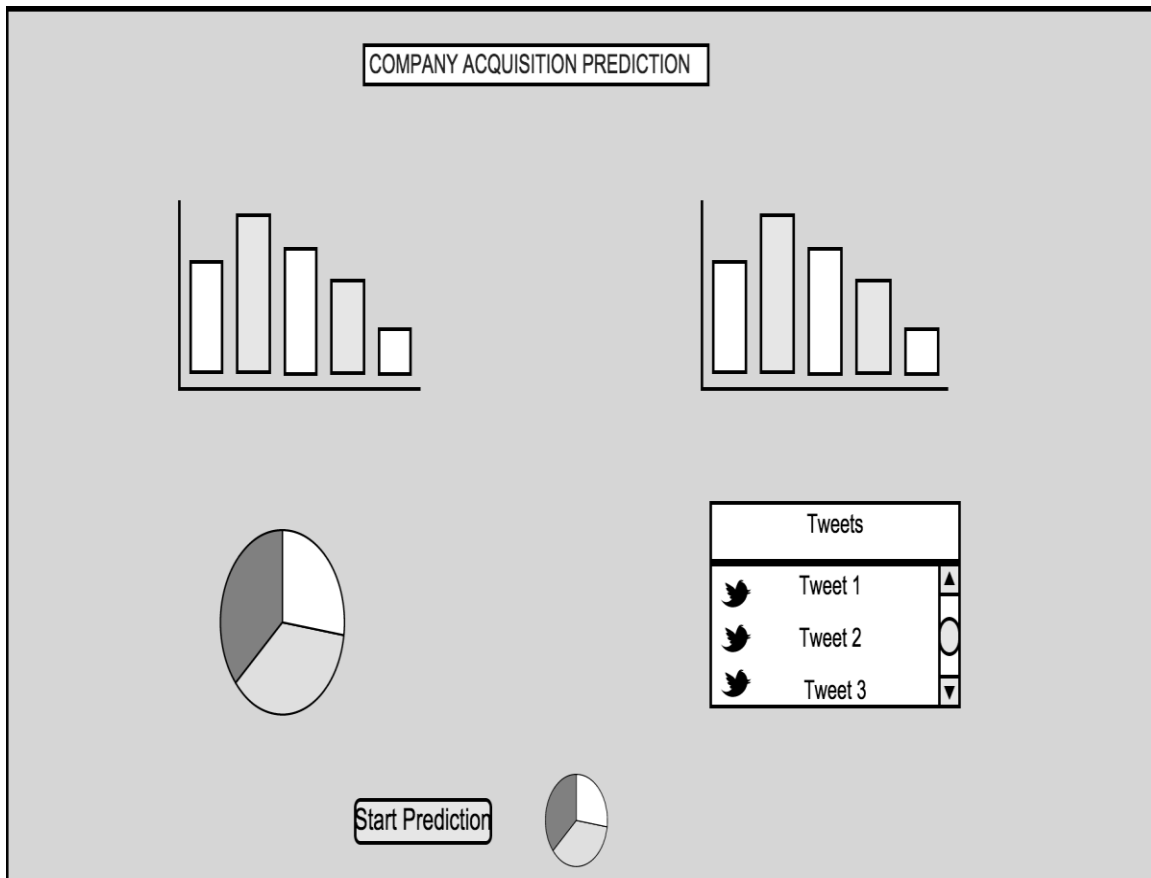 COMPANY ACQUISITION PREDICTION
Tweets
Tweet 1
Tweet 2
Tweet 3
Start Prediction